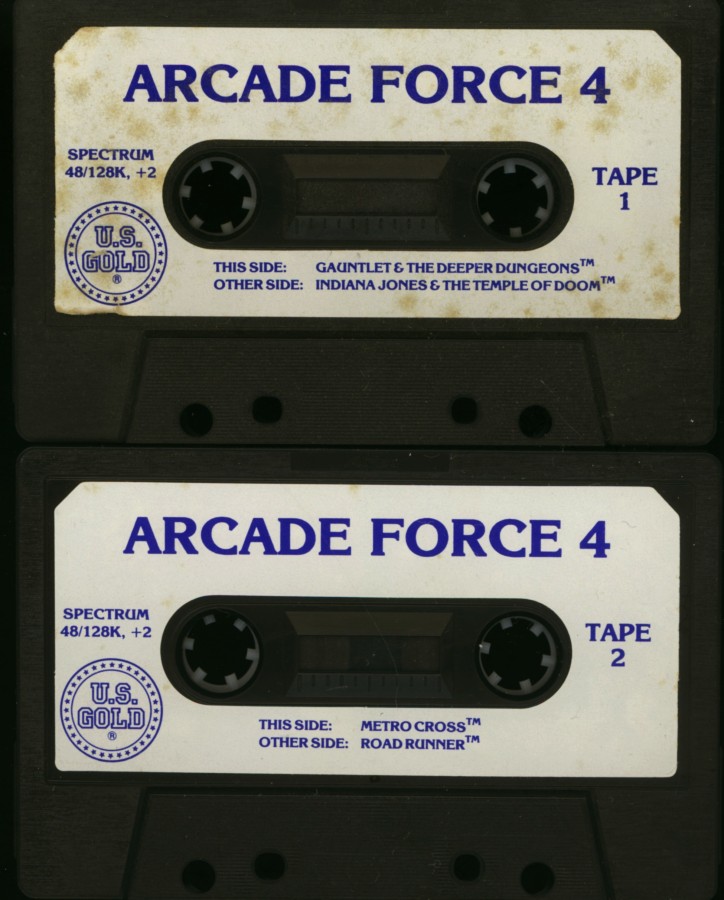 ARCADE FORCE 4
SPECTRUM
48/128K, +2
TAPE
1
U.S.
GOLD
®
THIS SIDE: GAUNTLET & THE DEEPER DUNGEONS™
OTHER SIDE: INDIANA JONES & THE TEMPLE OF DOOM™
ARCADE FORCE 4
SPECTRUM
48/128K, +2
TAPE
2
U.S.
GOLD
®
THIS SIDE: METRO CROSS™
OTHER SIDE: ROAD RUNNER™